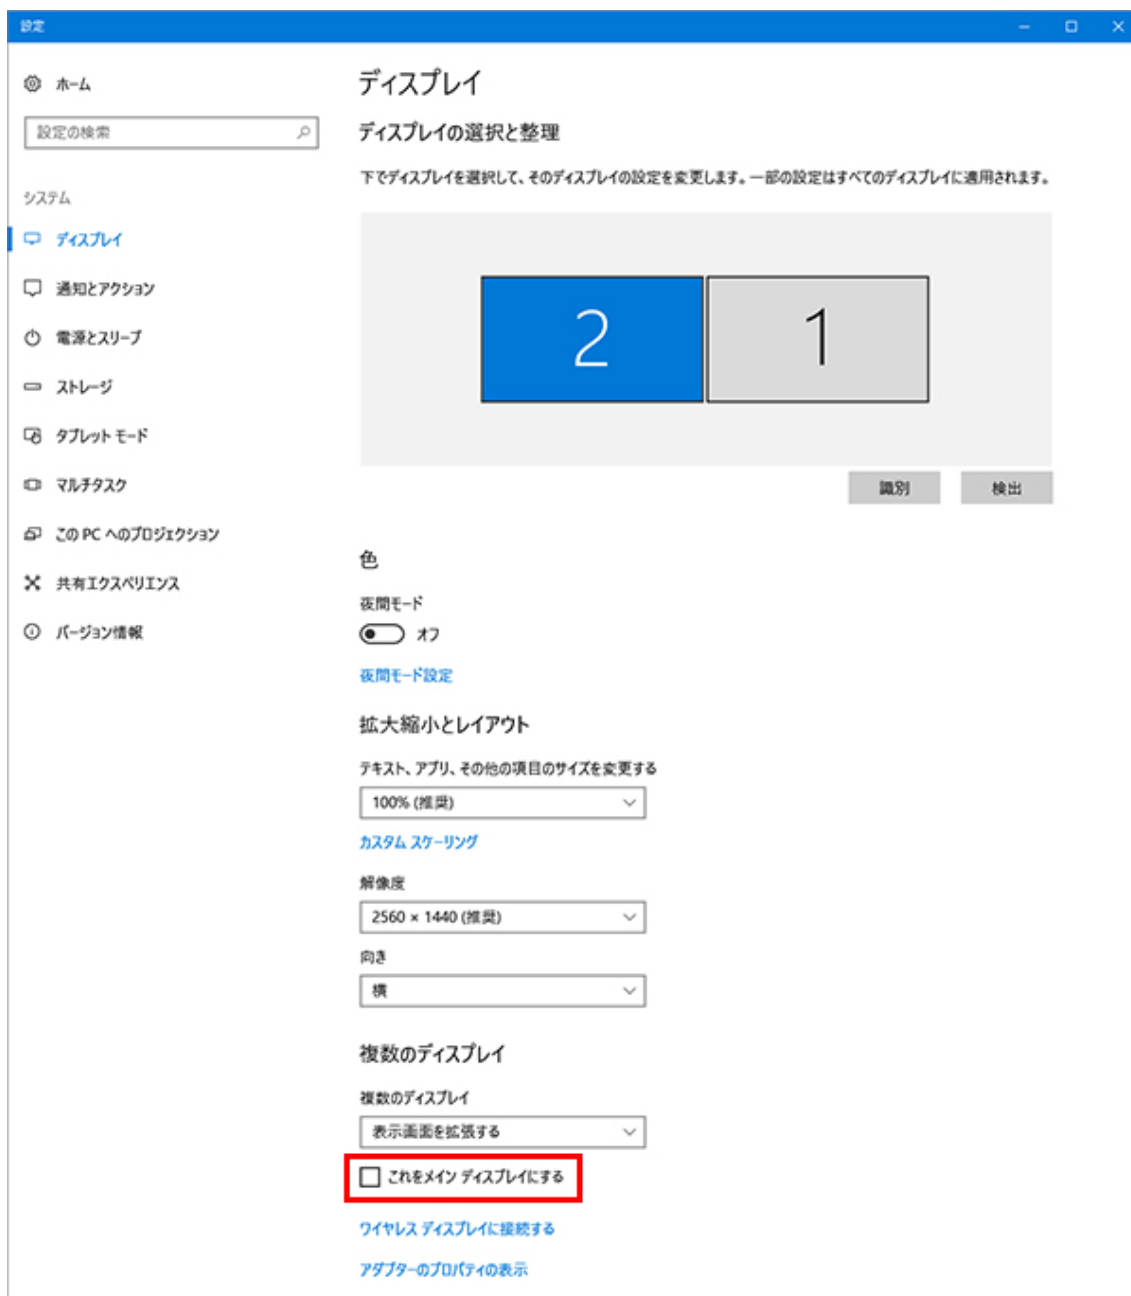 設定
ホーム
設定の検索
システム
ディスプレイ
通知とアクション
電源とスリープ
ストレージ
タブレット モード
マルチタスク
この PC へのプロジェクション
共有エクスペリエンス
バージョン情報
ディスプレイ
ディスプレイの選択と整理
下でディスプレイを選択して、そのディスプレイの設定を変更します。一部の設定はすべてのディスプレイに適用されます。
2
1
識別
検出
色
夜間モード
オフ
夜間モード設定
拡大縮小とレイアウト
テキスト、アプリ、その他の項目のサイズを変更する
100% (推奨)
カスタム スケーリング
解像度
2560 × 1440 (推奨)
向き
横
複数のディスプレイ
複数のディスプレイ
表示画面を拡張する
これをメイン ディスプレイにする
ワイヤレス ディスプレイに接続する
アダプターのプロパティの表示